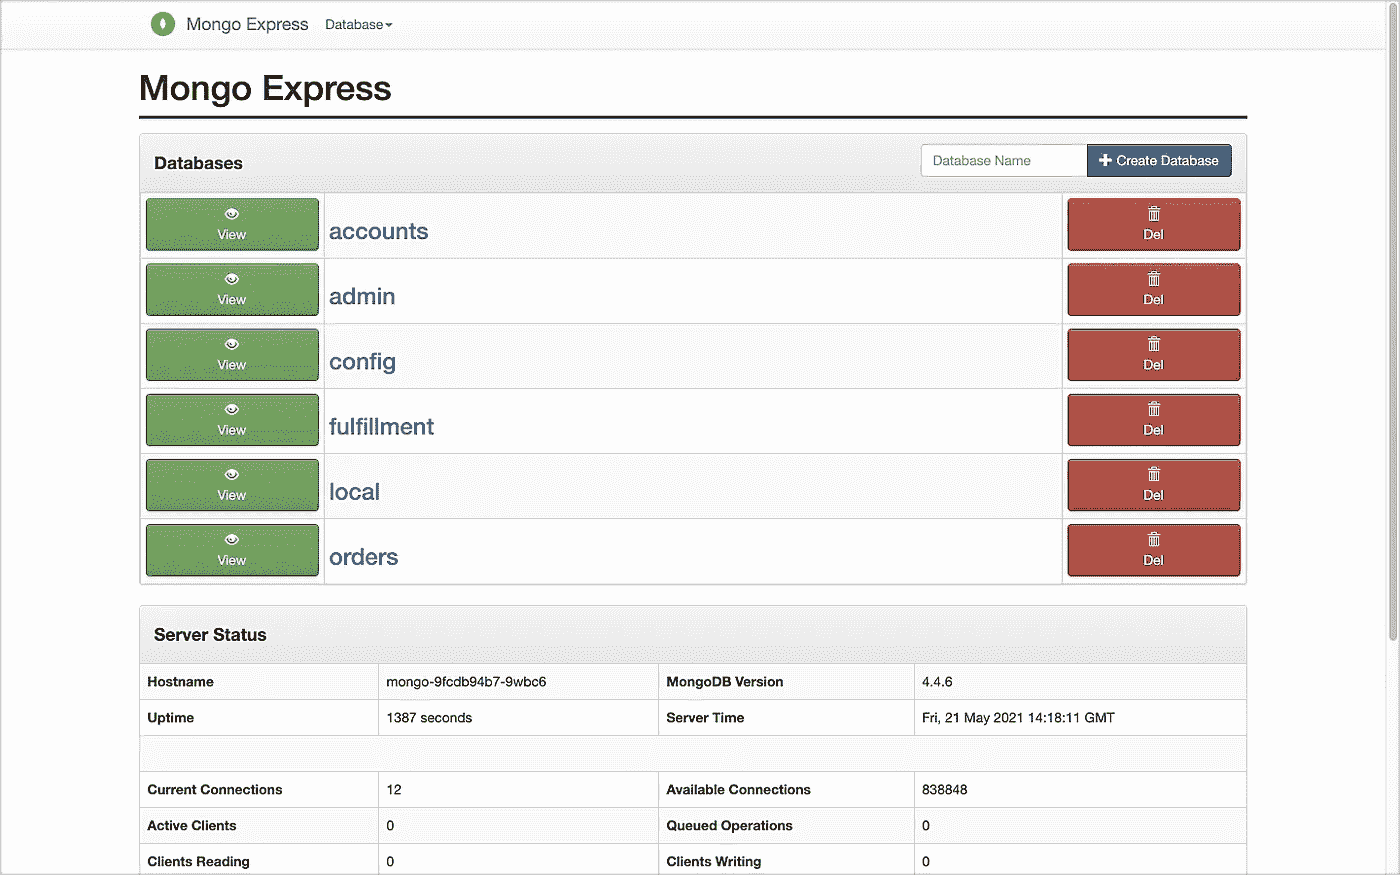 Mongo Express Database
Mongo Express
Databases Database Name Create Database
View accounts Del
View admin Del
View config Del
View fulfillment Del
View local Del
View orders Del
Server Status
Hostname mongo-9fcdb94b7-9wbc6 MongoDB Version 4.4.6
Uptime 1387 seconds Server Time Fri, 21 May 2021 14:18:11 GMT
Current Connections 12 Available Connections 838848
Active Clients 0 Queued Operations 0
Clients Reading 0 Clients Writing 0